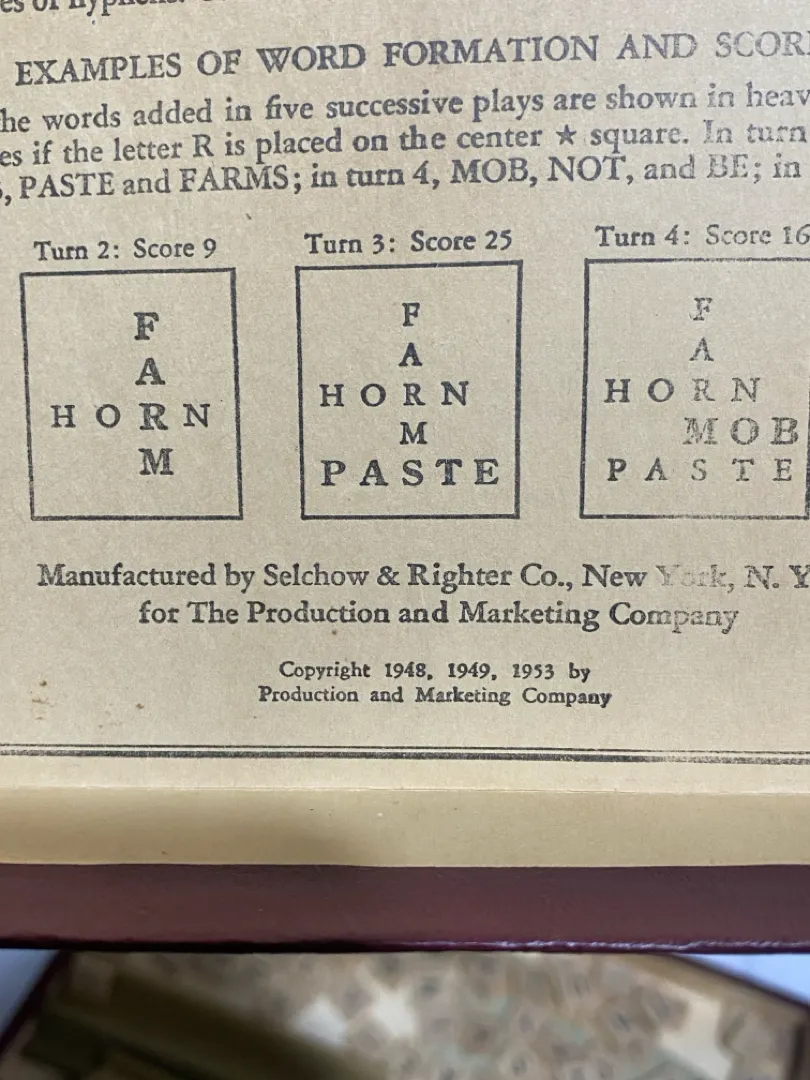 EXAMPLES OF WORD FORMATION AND
he words added in five successive plays are shown in
es if the letter R is placed on the center ★ square. In turn
, PASTE and FARMS; in turn 4, MOB, NOT, and BE; in
Turn 2: Score 9
F
A
HORN
M
Turn 3: Score 25
F
A
HORN
M
PASTE
Turn 4: Score 16
F
A
HORN
MOB
PASTE
Manufactured by Selchow & Righter Co., New York, N. Y
for The Production and Marketing Company
Copyright 1948, 1949, 1953 by
Production and Marketing Company